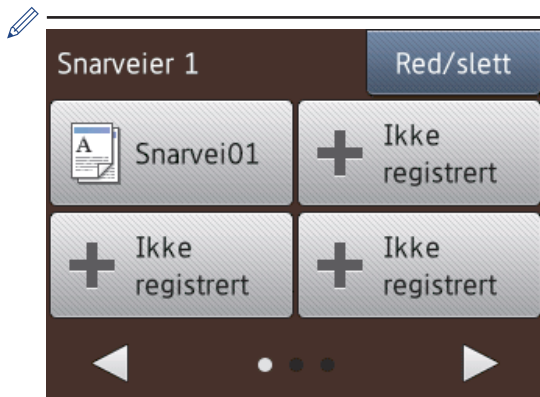 Snarveier 1
Red/slett
A
Snarvei01
Ikke
registrert
Ikke
registrert
Ikke
registrert